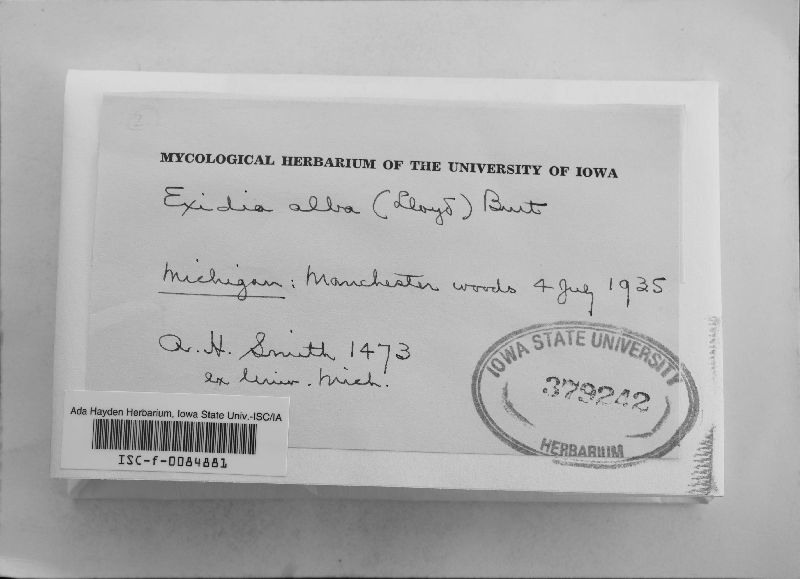 2
MYCOLOGICAL HERBARIUM OF THE UNIVERSITY OF IOWA
Exidia alba (Lloyd) Burt
Michigan: Manchester woods 4 July 1935
A. H. Smith 1473
ex Univ. Mich.
IOWA STATE UNIVERSITY
379242
HERBARIUM
Ada Hayden Herbarium, Iowa State Univ.-ISC/IA
ISC-f-0084881